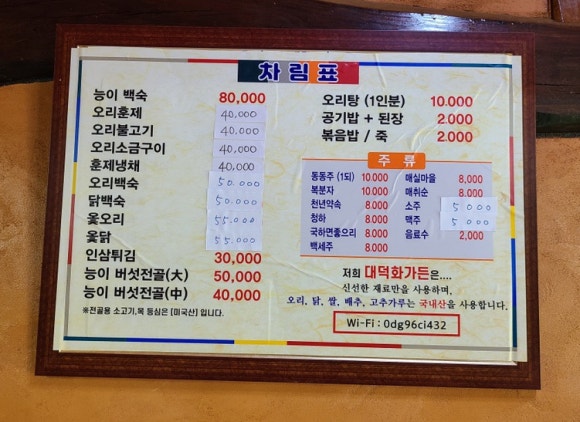 차림표
능이 백숙 80,000
오리훈제 40,000
오리불고기 40,000
오리소금구이 40,000
훈제냉채 40,000
오리백숙 50.000
닭백숙 50.000
옻오리 55.000
옻닭 55.000
인삼튀김 30,000
능이 버섯전골(大) 50,000
능이 버섯전골(中) 40,000
※전골용 소고기,목 등심은 [미국산] 입니다.
오리탕 (1인분) 10.000
공기밥 + 된장 2.000
볶음밥 / 죽 2.000
주 류
동동주 (1되) 10.000
복분자 10.000
천년약속 8.000
청하 8.000
국하면좋으리 8.000
백세주 8.000
매실마을 8,000
매취순 8.000
소주 5 000
맥주 5 000
음료수 2,000
저희 대덕화가든은....
신선한 재료만을 사용하며,
오리, 닭, 쌀, 배추, 고추가루는 국내산을 사용합니다.
Wi-Fi : 0dg96ci432